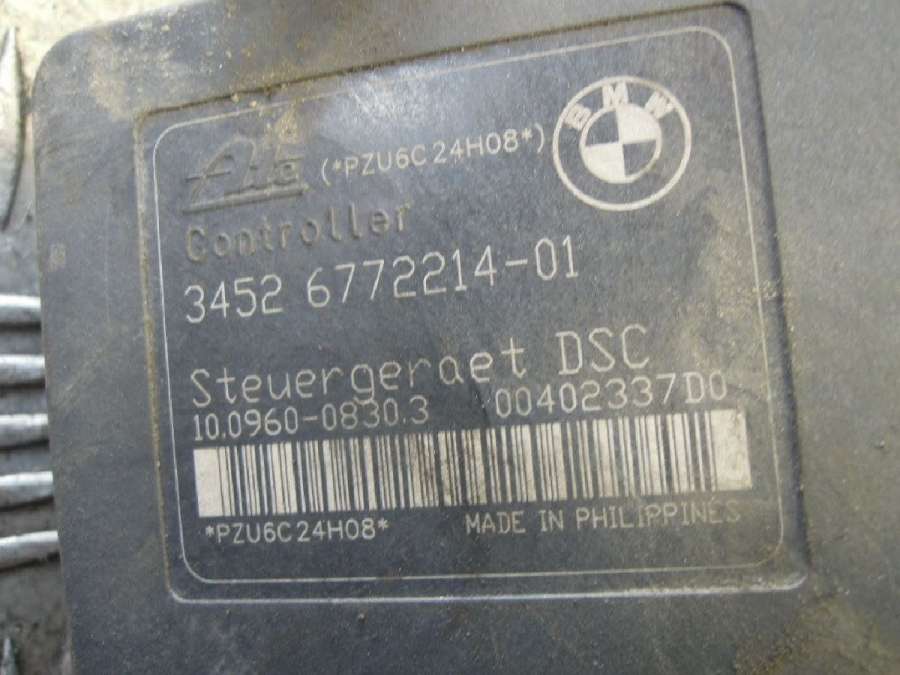 Ate (*PZU6C24H08*) BMW
Controller
3452 6772214-01
Steuergeraet DSC
10.0960-0830.3 00402337D0
*PZU6C24H08* MADE IN PHILIPPINES